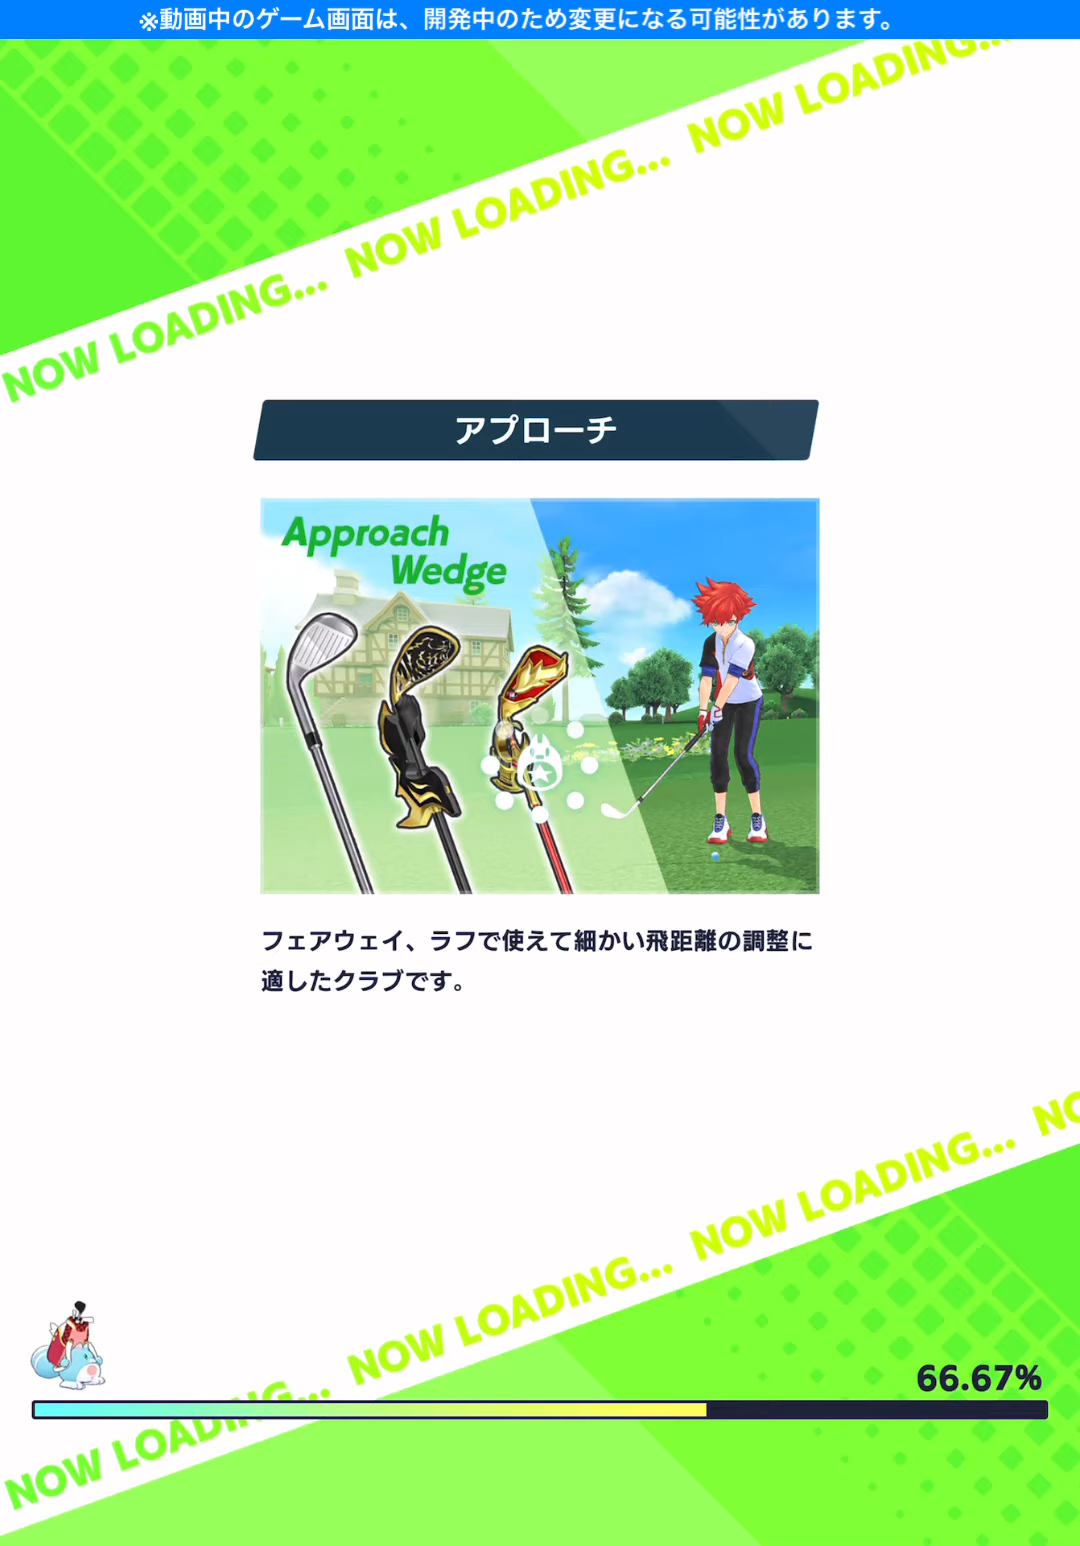 ※動画中のゲーム画面は、開発中のため変更になる可能性があります。
NOW LOADING... NOW LOADING... NOW LOADING...
アプローチ
Approach
Wedge
フェアウェイ、ラフで使えて細かい飛距離の調整に
適したクラブです。
66.67%
NOW LOADING... NOW LOADING... NOW LOADING... NO